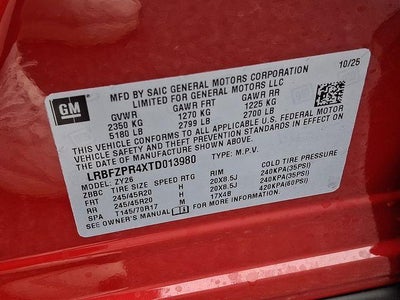 GM
MFD BY SAIC GENERAL MOTORS CORPORATION
LIMITED FOR GENERAL MOTORS LLC
10/25
GVWR GAWR FRT GAWR RR
2350 KG 1270 KG 1225 KG
5180 LB 2799 LB 2700 LB
THIS VEHICLE CONFORMS TO ALL APPLICABLE U.S. FEDERAL MOTOR
VEHICLE SAFETY, AND THEFT PREVENTION STANDARDS IN EFFECT ON
THE DATE OF MANUFACTURE SHOWN ABOVE.
LRBFZPR4XTD013980 TYPE: M.P.V.
ZBBC ZY26
TIRE SIZE SPEED RTG RIM COLD TIRE PRESSURE
FRT 245/45R20 H 20X8.5J 240KPA(35PSI)
RR 245/45R20 H 20X8.5J 240KPA(35PSI)
SP T145/70R17 M 17X4B 420KPA(60PSI)
SEE OWNER'S MANUAL FOR MORE INFORMATION.